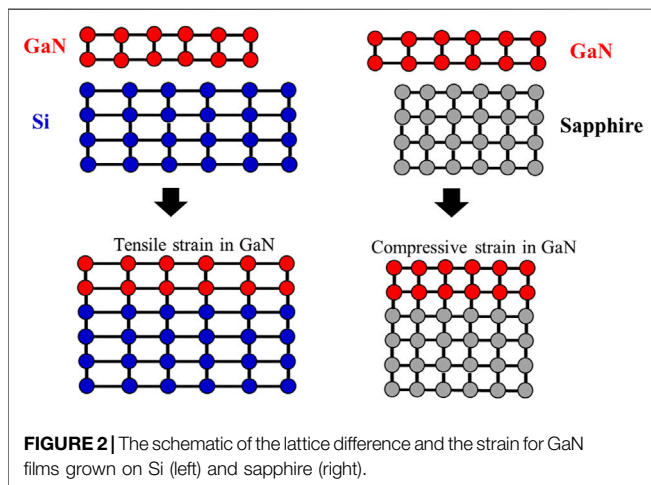 GaN
GaN
Si
Sapphire
Tensile strain in GaN
Compressive strain in GaN
FIGURE 2 | The schematic of the lattice difference and the strain for GaN
films grown on Si (left) and sapphire (right).